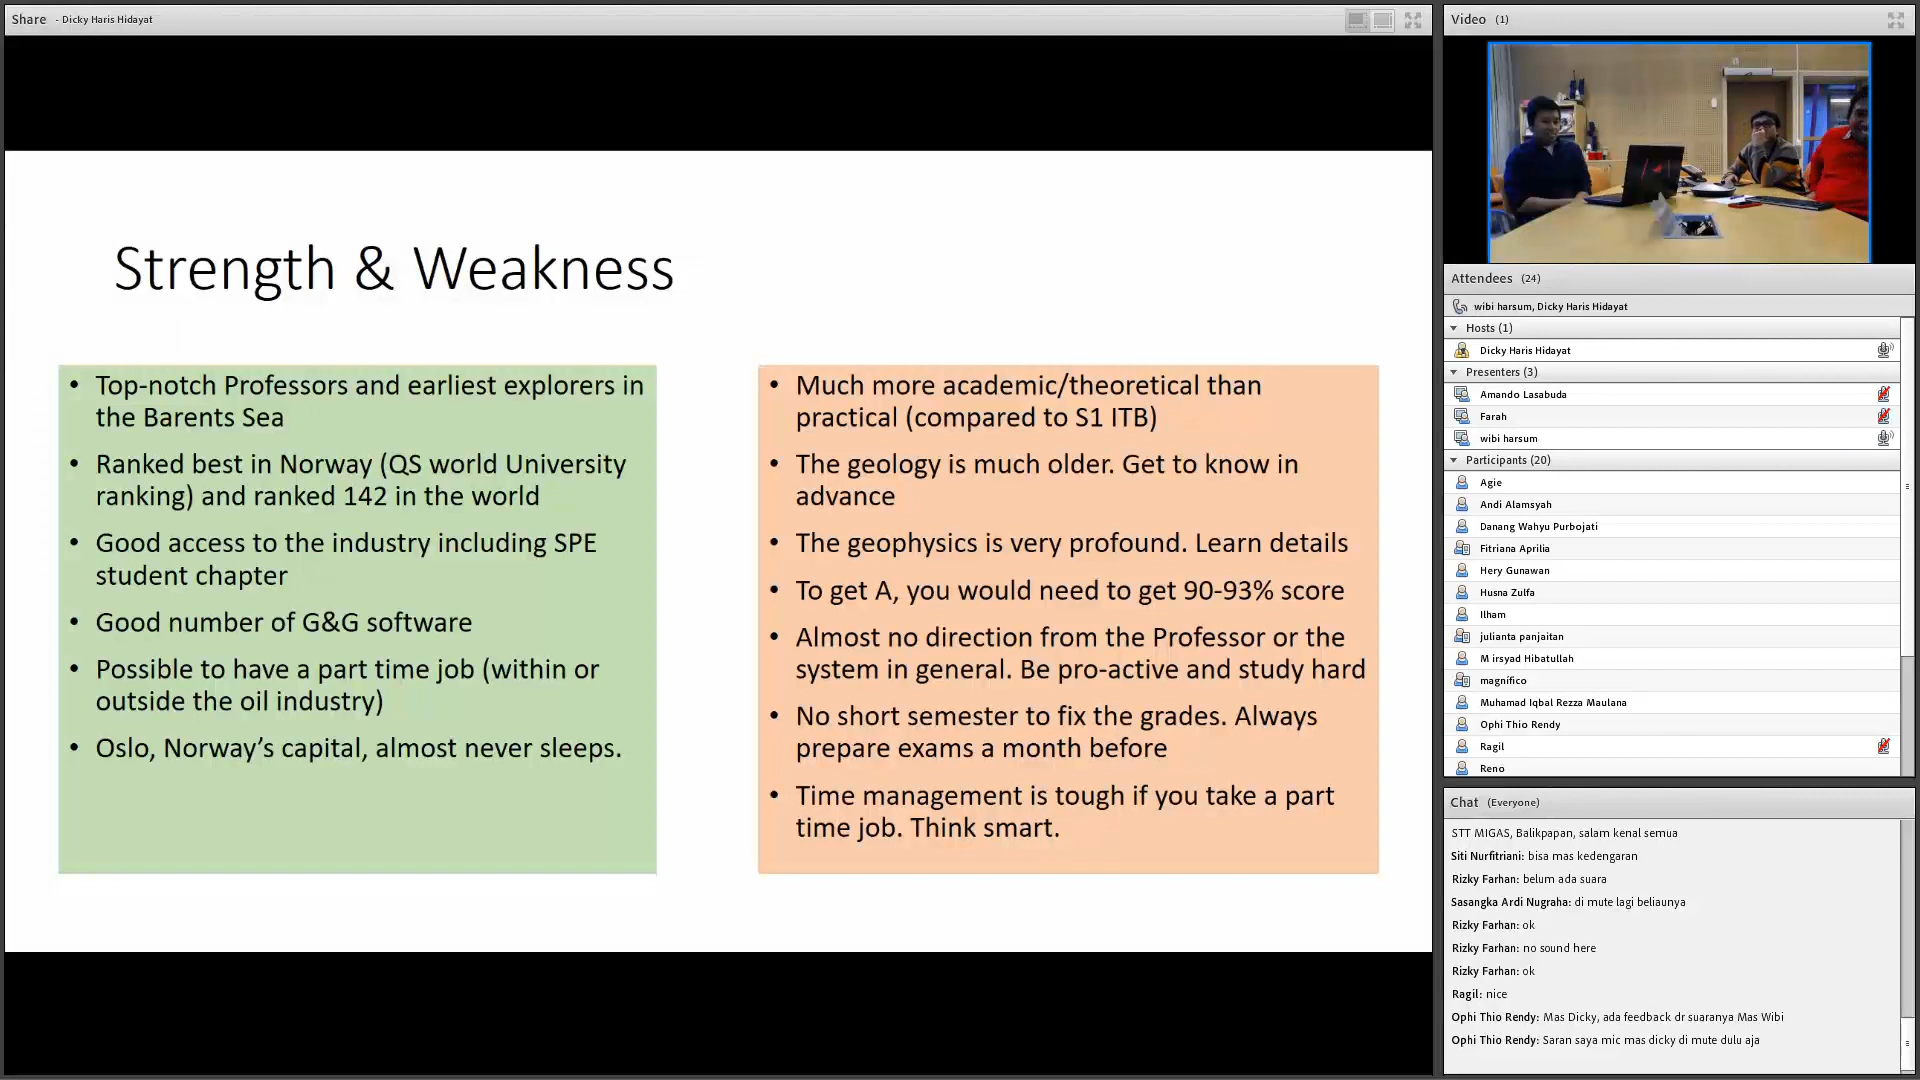 Share - Dicky Haris Hidayat
Strength & Weakness
• Top-notch Professors and earliest explorers in
the Barents Sea
• Ranked best in Norway (QS world University
ranking) and ranked 142 in the world
• Good access to the industry including SPE
student chapter
• Good number of G&G software
• Possible to have a part time job (within or
outside the oil industry)
• Oslo, Norway’s capital, almost never sleeps.
• Much more academic/theoretical than
practical (compared to S1 ITB)
• The geology is much older. Get to know in
advance
• The geophysics is very profound. Learn details
• To get A, you would need to get 90-93% score
• Almost no direction from the Professor or the
system in general. Be pro-active and study hard
• No short semester to fix the grades. Always
prepare exams a month before
• Time management is tough if you take a part
time job. Think smart.
Video (1)
Attendees (24)
wibi harsum, Dicky Haris Hidayat
Hosts (1)
Dicky Haris Hidayat
Presenters (3)
Amando Lasabuda
Farah
wibi harsum
Participants (20)
Agie
Andi Alamsyah
Danang Wahyu Purbojati
Fitriana Aprilia
Hery Gunawan
Husna Zulfa
Ilham
julianta panjaitan
M irsyad Hibatullah
magnífico
Muhamad Iqbal Rezza Maulana
Ophi Thio Rendy
Ragil
Reno
Chat (Everyone)
STT MIGAS, Balikpapan, salam kenal semua
Siti Nurfitriani: bisa mas kedengaran
Rizky Farhan: belum ada suara
Sasangka Ardi Nugraha: di mute lagi beliaunya
Rizky Farhan: ok
Rizky Farhan: no sound here
Rizky Farhan: ok
Ragil: nice
Ophi Thio Rendy: Mas Dicky, ada feedback dr suaranya Mas Wibi
Ophi Thio Rendy: Saran saya mic mas dicky di mute dulu aja